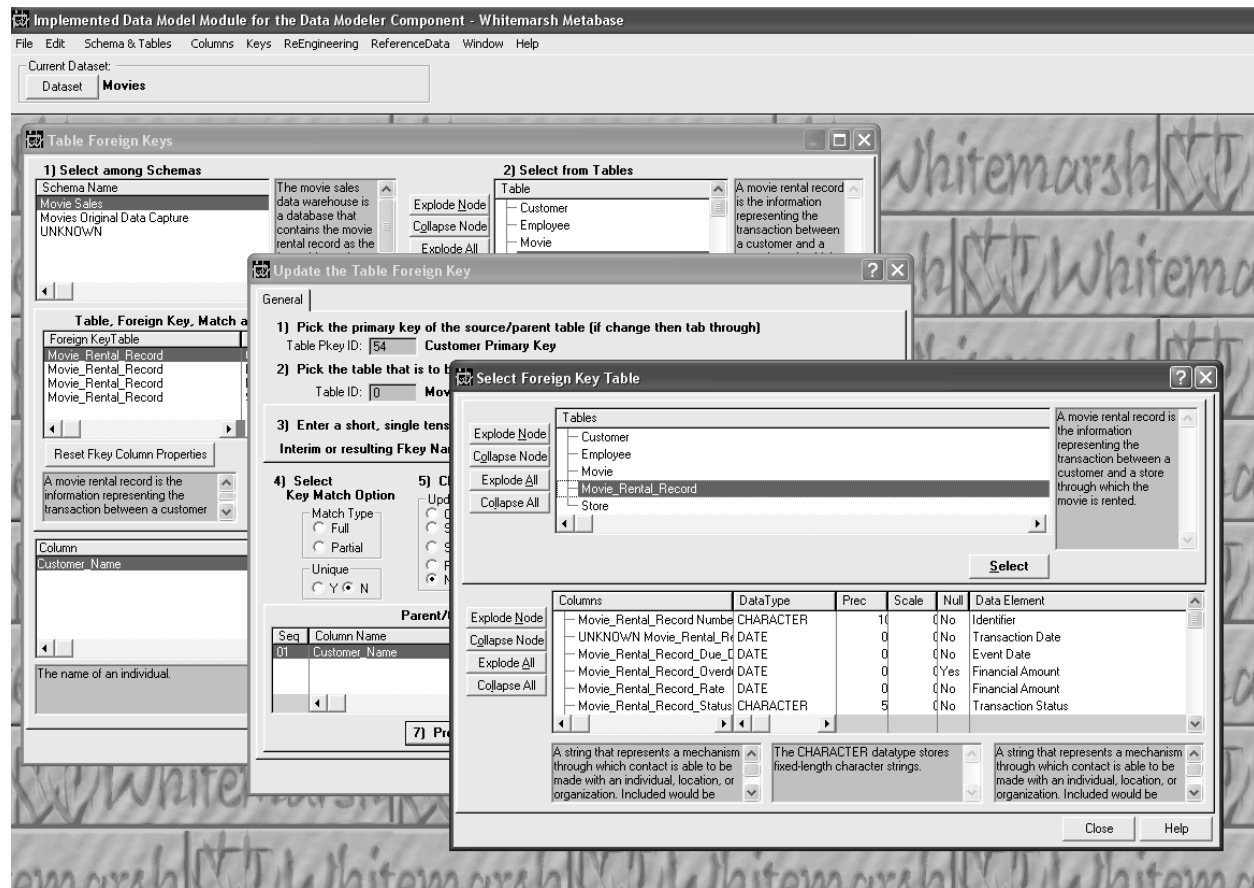 Implemented Data Model Module for the Data Modeler Component - Whitemarsh Metabase
File Edit Schema & Tables Columns Keys ReEngineering ReferenceData Window Help
Current Dataset:
Dataset Movies
Table Foreign Keys
1) Select among Schemas
Schema Name
Movie Sales
Movies Original Data Capture
UNKNOWN
The movie sales
data warehouse is
a database that
contains the movie
rental record as the
Explode Node
Collapse Node
Explode All
2) Select from Tables
Table
Customer
Employee
Movie
A movie rental record
is the information
representing the
transaction between
a customer and a
Table, Foreign Key, Match a
Foreign KeyTable
Movie_Rental_Record
Movie_Rental_Record
Movie_Rental_Record
Movie_Rental_Record
Reset Fkey Column Properties
A movie rental record is the
information representing the
transaction between a customer
Column
Customer_Name
The name of an individual.
Update the Table Foreign Key
General
1) Pick the primary key of the source/parent table (if change then tab through)
Table Pkey ID: 54 Customer Primary Key
2) Pick the table that is to b
Table ID: 0 Mov
3) Enter a short, single tens
Interim or resulting Fkey Na
4) Select
Key Match Option
Match Type
Full
Partial
Unique
Y N
5) Cl
Upd
Parent/
Seq Column Name
01 Customer_Name
7) Pr
Select Foreign Key Table
Explode Node
Collapse Node
Explode All
Collapse All
Tables
Customer
Employee
Movie
Movie_Rental_Record
Store
A movie rental record is
the information
representing the
transaction between a
customer and a store
through which the
movie is rented.
Select
Explode Node
Collapse Node
Explode All
Collapse All
Columns DataType Prec Scale Null Data Element
Movie_Rental_Record Numbe CHARACTER 10 0 No Identifier
UNKNOWN Movie_Rental_Re DATE 0 0 No Transaction Date
Movie_Rental_Record_Due_D DATE 0 0 No Event Date
Movie_Rental_Record_Overdu DATE 0 0 Yes Financial Amount
Movie_Rental_Record_Rate DATE 0 0 No Financial Amount
Movie_Rental_Record_Status CHARACTER 5 0 No Transaction Status
A string that represents a mechanism
through which contact is able to be
made with an individual, location, or
organization. Included would be
The CHARACTER datatype stores
fixed-length character strings.
A string that represents a mechanism
through which contact is able to be
made with an individual, location, or
organization. Included would be
Close Help
Whitemarsh
Whitemarsh